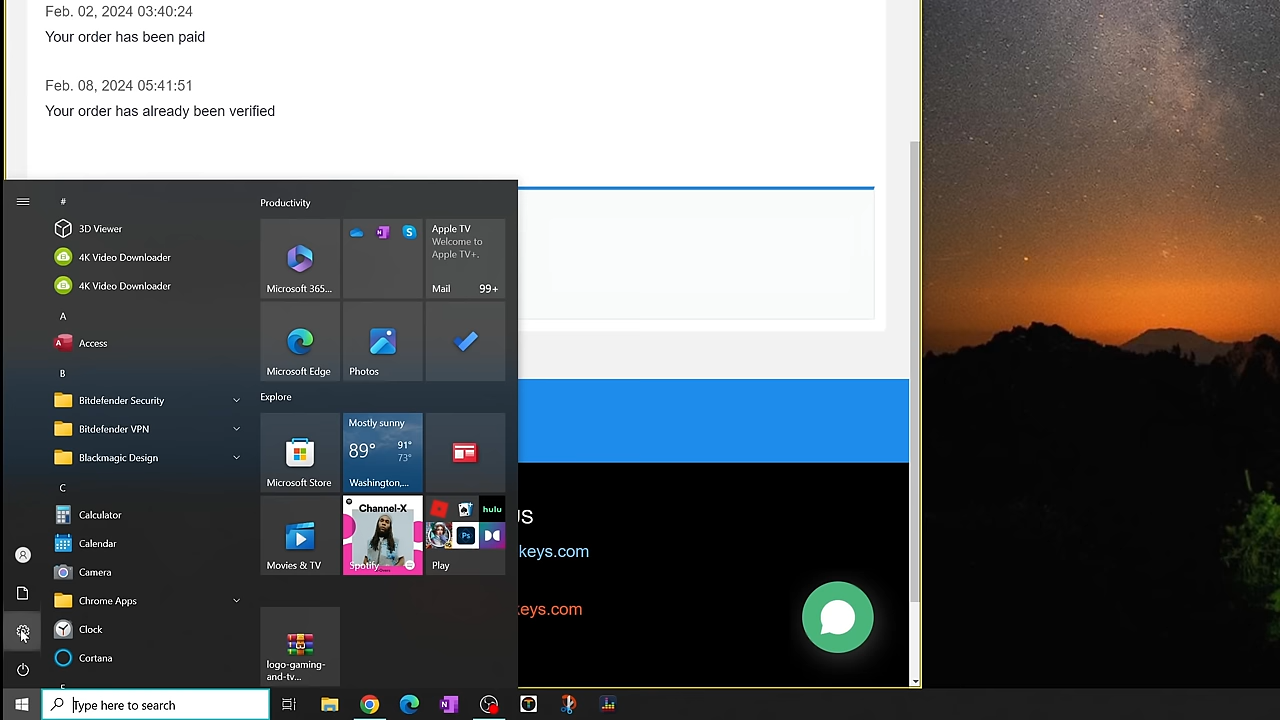 Feb. 02, 2024 03:40:24
Your order has been paid
Feb. 08, 2024 05:41:51
Your order has already been verified
#
3D Viewer
4K Video Downloader
4K Video Downloader
A
Access
B
Bitdefender Security
Bitdefender VPN
Blackmagic Design
C
Calculator
Calendar
Camera
Chrome Apps
Clock
Cortana
Productivity
Microsoft 365...
Apple TV
Welcome to
Apple TV+.
Mail 99+
Microsoft Edge
Photos
Explore
Microsoft Store
Mostly sunny
89° 91°
73°
Washington,...
Movies & TV
Channel-X
Spotify
hulu
Ps
Play
logo-gaming-
and-tv...
US
keys.com
keys.com
Type here to search